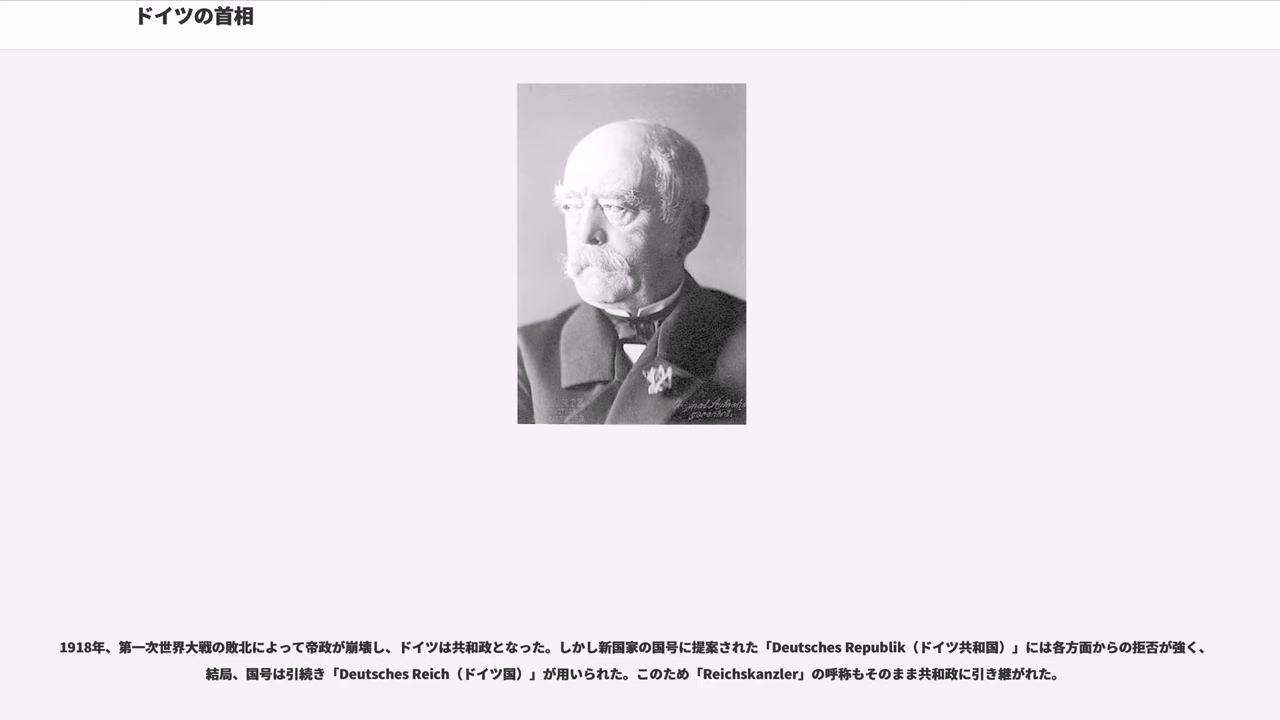 ドイツの首相
1918年、第一次世界大戦の敗北によって帝政が崩壊し、ドイツは共和政となった。しかし新国家の国号に提案された「Deutsches Republik（ドイツ共和国）」には各方面からの拒否が強く、
結局、国号は引続き「Deutsches Reich（ドイツ国）」が用いられた。このため「Reichskanzler」の呼称もそのまま共和政に引き継がれた。